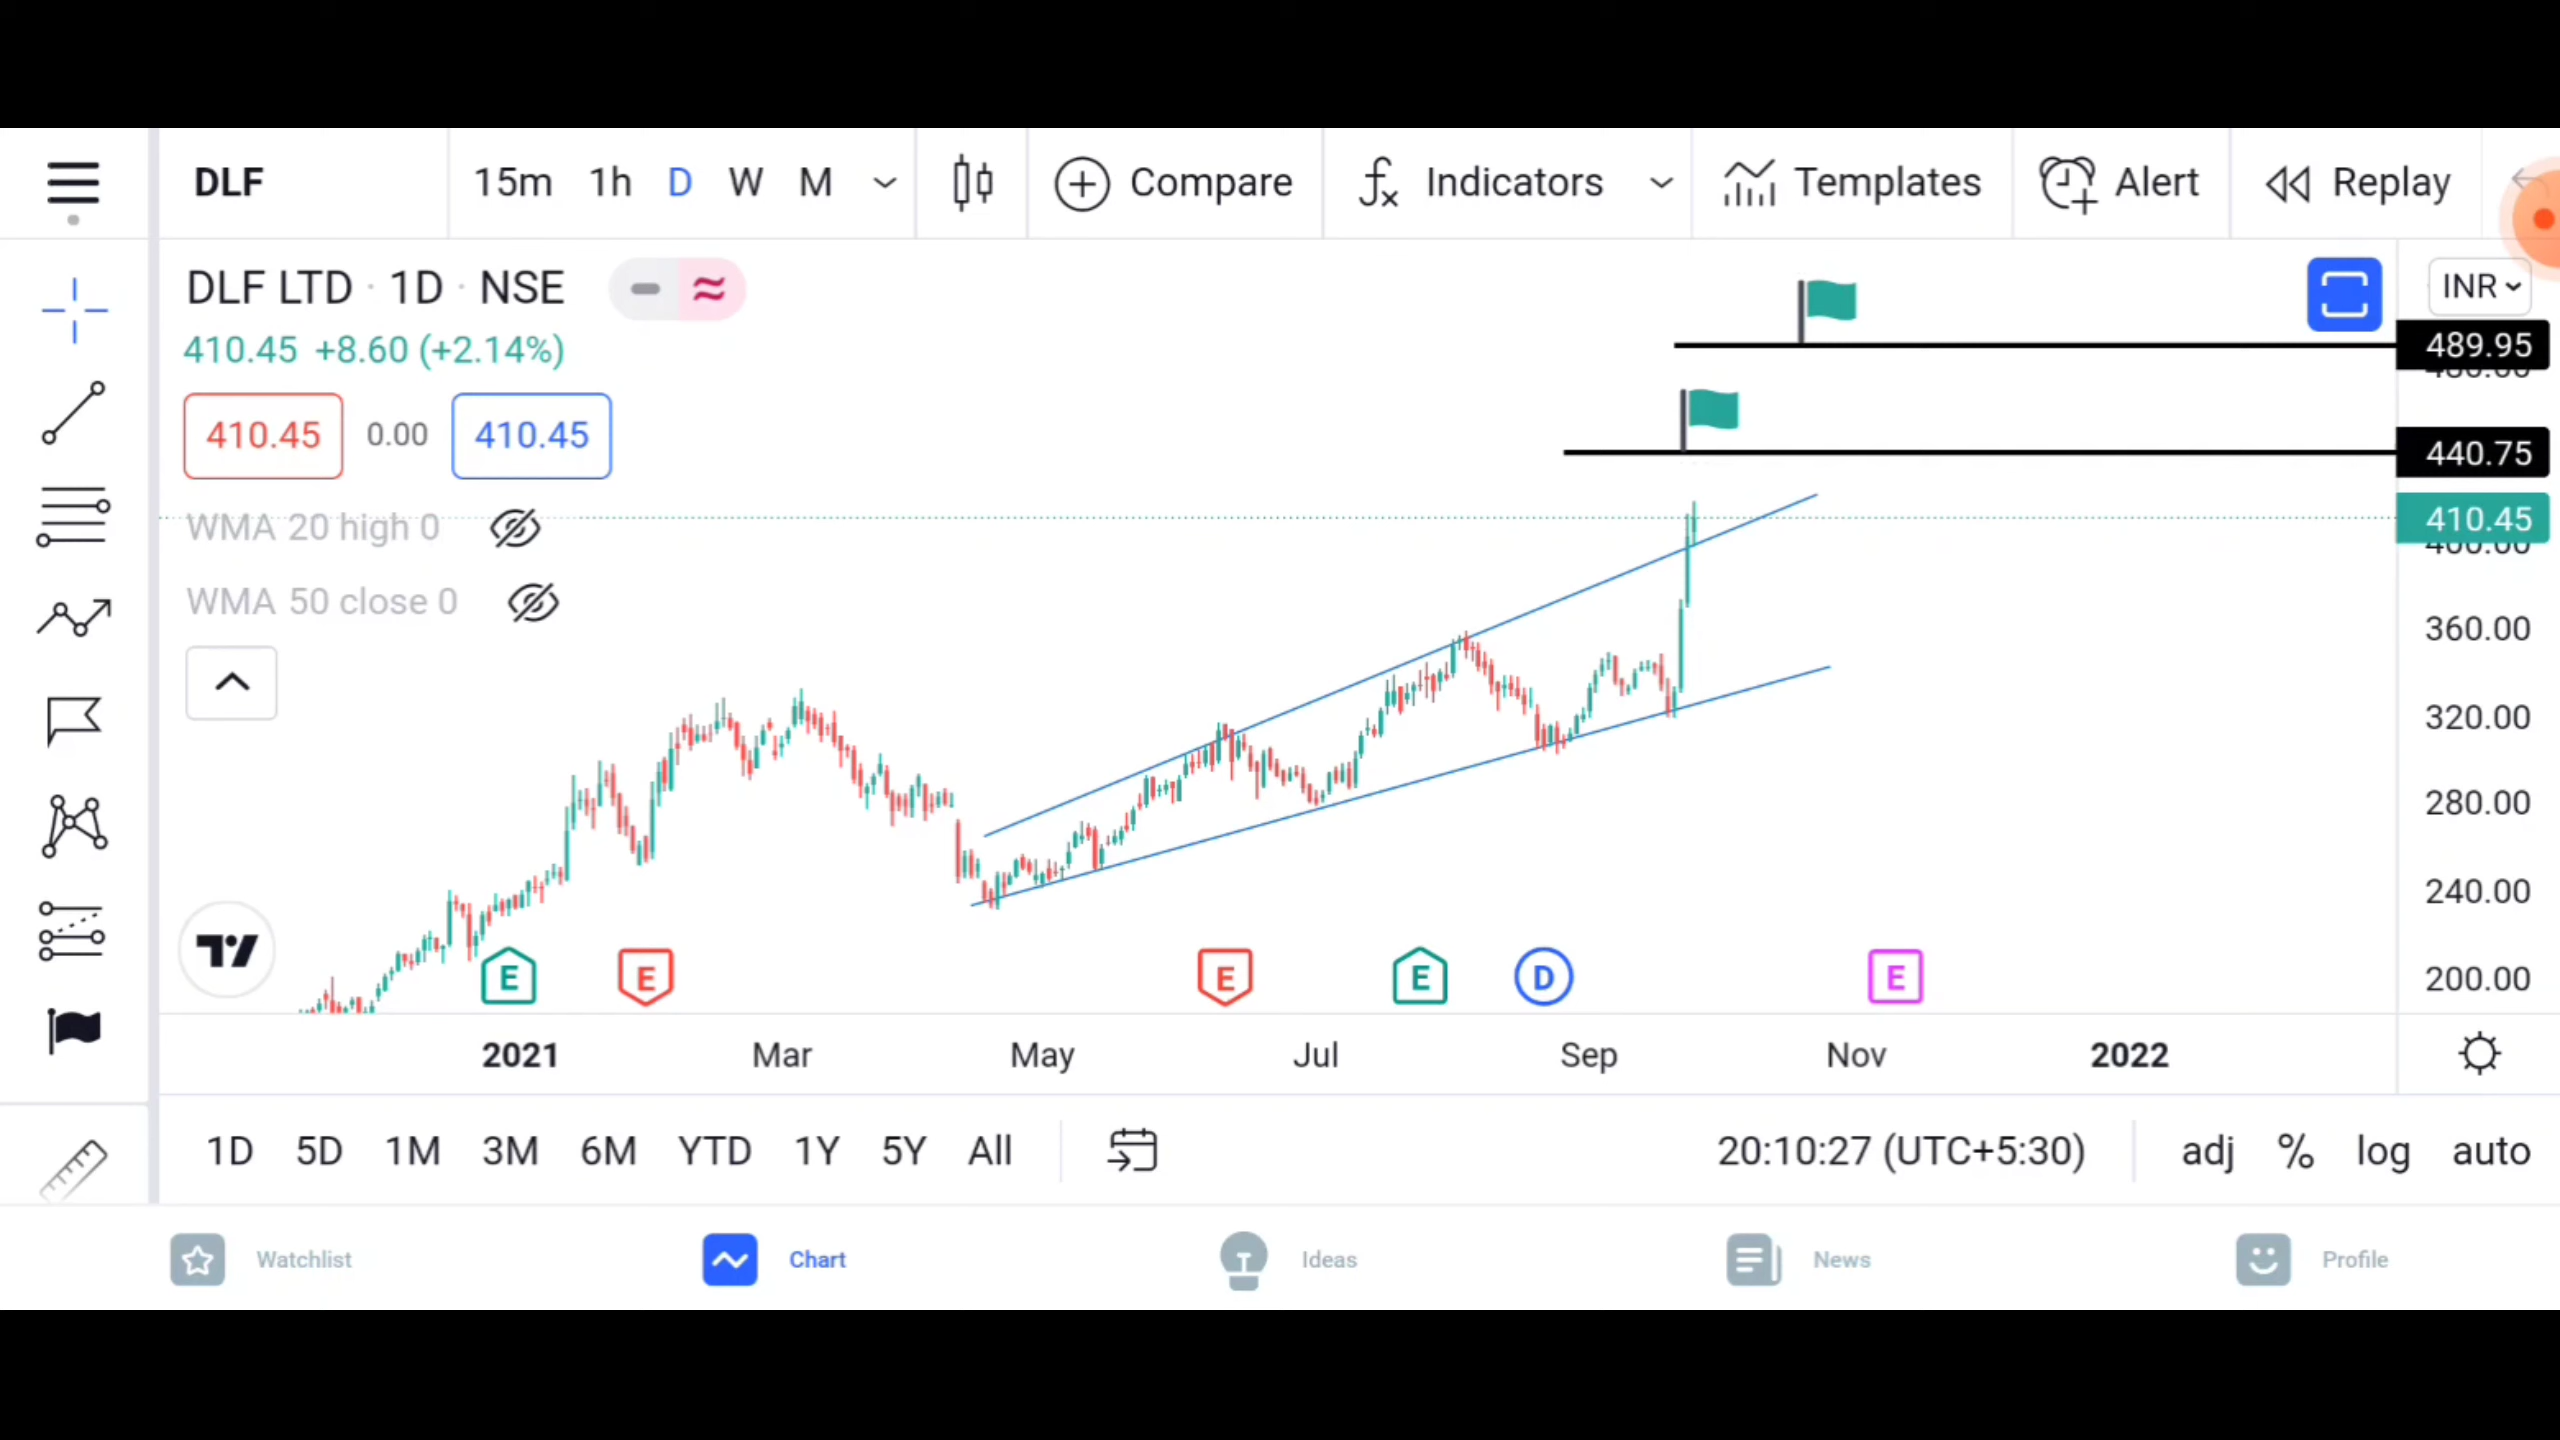 DLF 15m 1h D W M Compare Indicators Templates Alert Replay
DLF LTD · 1D · NSE
INR
410.45 +8.60 (+2.14%)
489.95
410.45 0.00 410.45
440.75
WMA 20 high 0
410.45
WMA 50 close 0
360.00
320.00
280.00
240.00
E E E E D E
200.00
2021 Mar May Jul Sep Nov 2022
1D 5D 1M 3M 6M YTD 1Y 5Y All 20:10:27 (UTC+5:30) adj % log auto
Watchlist Chart Ideas News Profile